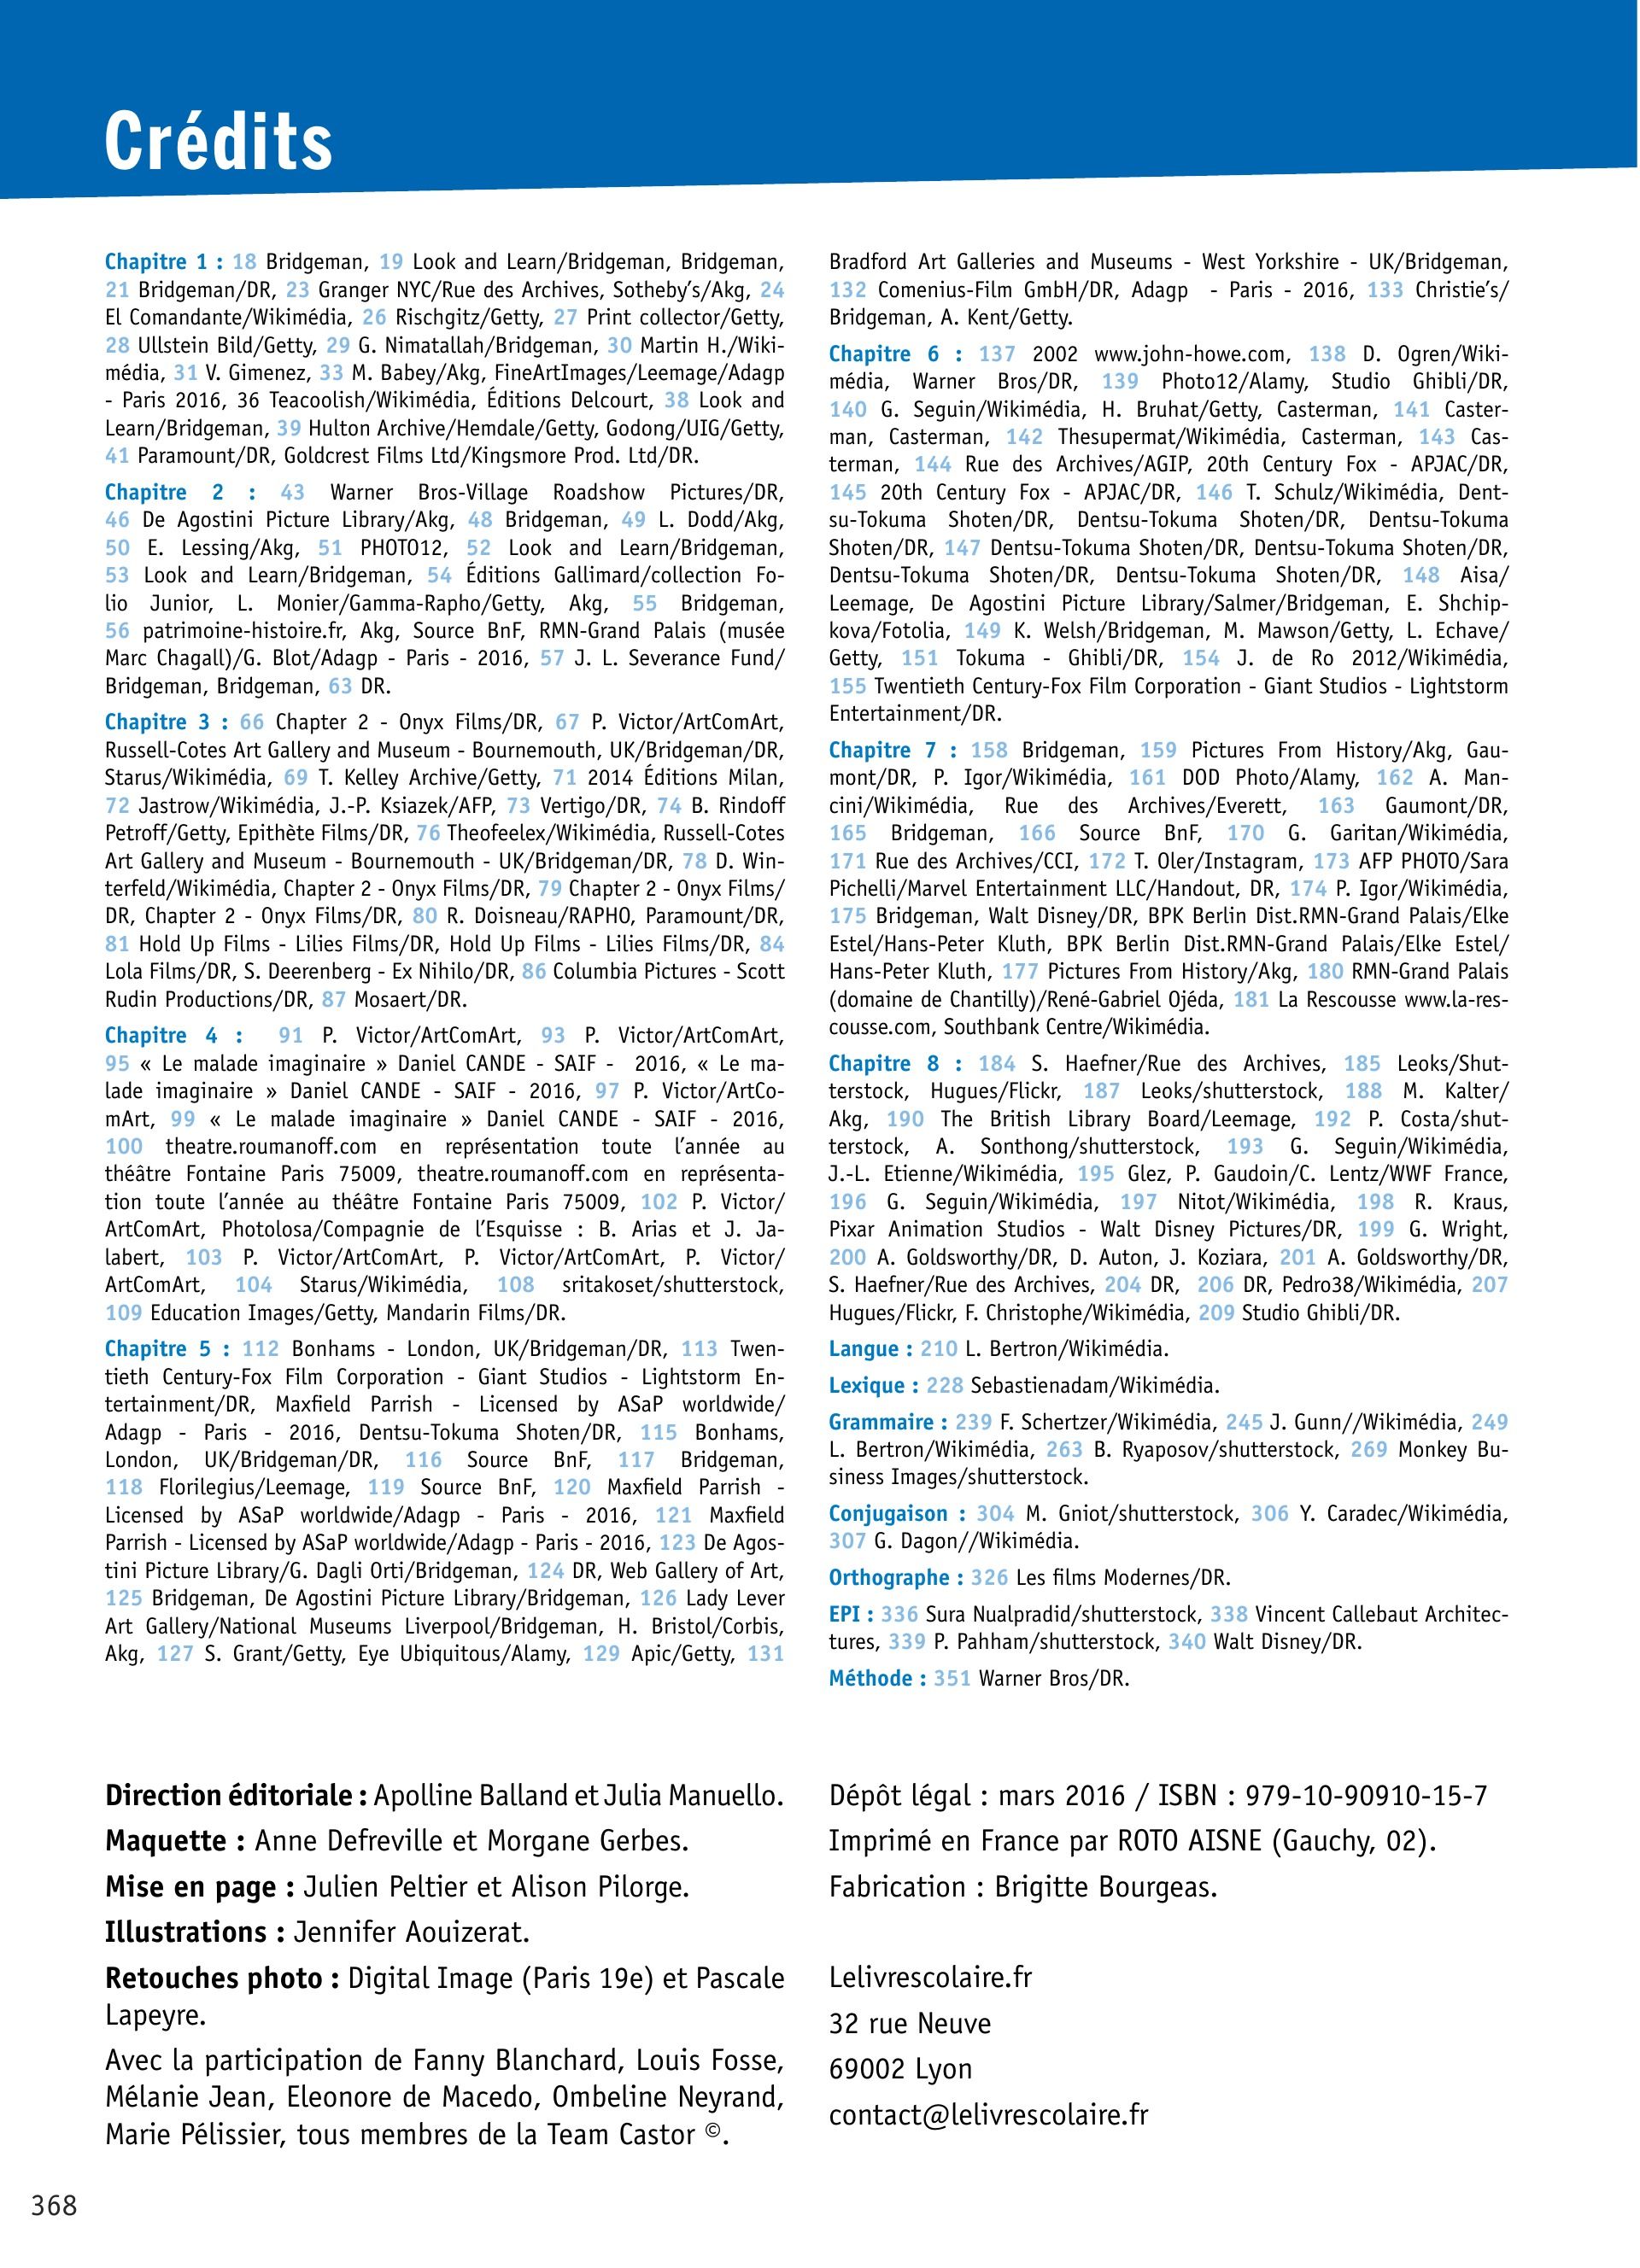 Crédits
Chapitre 1 : 18 Bridgeman, 19 Look and Learn/Bridgeman, Bridgeman,
21 Bridgeman/DR, 23 Granger NYC/Rue des Archives, Sotheby’s/Akg, 24
El Comandante/Wikimédia, 26 Rischgitz/Getty, 27 Print collector/Getty,
28 Ullstein Bild/Getty, 29 G. Nimatallah/Bridgeman, 30 Martin H./Wiki-
média, 31 V. Gimenez, 33 M. Babey/Akg, FineArtImages/Leemage/Adagp
- Paris 2016, 36 Teacoolish/Wikimédia, Éditions Delcourt, 38 Look and
Learn/Bridgeman, 39 Hulton Archive/Hemdale/Getty, Godong/UIG/Getty,
41 Paramount/DR, Goldcrest Films Ltd/Kingsmore Prod. Ltd/DR.
Chapitre 2 : 43 Warner Bros-Village Roadshow Pictures/DR,
46 De Agostini Picture Library/Akg, 48 Bridgeman, 49 L. Dodd/Akg,
50 E. Lessing/Akg, 51 PHOTO12, 52 Look and Learn/Bridgeman,
53 Look and Learn/Bridgeman, 54 Éditions Gallimard/collection Fo-
lio Junior, L. Monier/Gamma-Rapho/Getty, Akg, 55 Bridgeman,
56 patrimoine-histoire.fr, Akg, Source BnF, RMN-Grand Palais (musée
Marc Chagall)/G. Blot/Adagp - Paris - 2016, 57 J. L. Severance Fund/
Bridgeman, Bridgeman, 63 DR.
Chapitre 3 : 66 Chapter 2 - Onyx Films/DR, 67 P. Victor/ArtComArt,
Russell-Cotes Art Gallery and Museum - Bournemouth, UK/Bridgeman/DR,
Starus/Wikimédia, 69 T. Kelley Archive/Getty, 71 2014 Éditions Milan,
72 Jastrow/Wikimédia, J.-P. Ksiazek/AFP, 73 Vertigo/DR, 74 B. Rindoff
Petroff/Getty, Epithète Films/DR, 76 Theofeelex/Wikimédia, Russell-Cotes
Art Gallery and Museum - Bournemouth - UK/Bridgeman/DR, 78 D. Win-
terfeld/Wikimédia, Chapter 2 - Onyx Films/DR, 79 Chapter 2 - Onyx Films/
DR, Chapter 2 - Onyx Films/DR, 80 R. Doisneau/RAPHO, Paramount/DR,
81 Hold Up Films - Lilies Films/DR, Hold Up Films - Lilies Films/DR, 84
Lola Films/DR, S. Deerenberg - Ex Nihilo/DR, 86 Columbia Pictures - Scott
Rudin Productions/DR, 87 Mosaert/DR.
Chapitre 4 : 91 P. Victor/ArtComArt, 93 P. Victor/ArtComArt,
95 « Le malade imaginaire » Daniel CANDE - SAIF - 2016, « Le ma-
lade imaginaire » Daniel CANDE - SAIF - 2016, 97 P. Victor/ArtCo-
mArt, 99 « Le malade imaginaire » Daniel CANDE - SAIF - 2016,
100 theatre.roumanoff.com en représentation toute l’année au
théâtre Fontaine Paris 75009, theatre.roumanoff.com en représenta-
tion toute l’année au théâtre Fontaine Paris 75009, 102 P. Victor/
ArtComArt, Photolosa/Compagnie de l’Esquisse : B. Arias et J. Ja-
labert, 103 P. Victor/ArtComArt, P. Victor/ArtComArt, P. Victor/
ArtComArt, 104 Starus/Wikimédia, 108 sritakoset/shutterstock,
109 Education Images/Getty, Mandarin Films/DR.
Chapitre 5 : 112 Bonhams - London, UK/Bridgeman/DR, 113 Twen-
tieth Century-Fox Film Corporation - Giant Studios - Lightstorm En-
tertainment/DR, Maxfield Parrish - Licensed by ASaP worldwide/
Adagp - Paris - 2016, Dentsu-Tokuma Shoten/DR, 115 Bonhams,
London, UK/Bridgeman/DR, 116 Source BnF, 117 Bridgeman,
118 Florilegius/Leemage, 119 Source BnF, 120 Maxfield Parrish -
Licensed by ASaP worldwide/Adagp - Paris - 2016, 121 Maxfield
Parrish - Licensed by ASaP worldwide/Adagp - Paris - 2016, 123 De Agos-
tini Picture Library/G. Dagli Orti/Bridgeman, 124 DR, Web Gallery of Art,
125 Bridgeman, De Agostini Picture Library/Bridgeman, 126 Lady Lever
Art Gallery/National Museums Liverpool/Bridgeman, H. Bristol/Corbis,
Akg, 127 S. Grant/Getty, Eye Ubiquitous/Alamy, 129 Apic/Getty, 131
Bradford Art Galleries and Museums - West Yorkshire - UK/Bridgeman,
132 Comenius-Film GmbH/DR, Adagp - Paris - 2016, 133 Christie’s/
Bridgeman, A. Kent/Getty.
Chapitre 6 : 137 2002 www.john-howe.com, 138 D. Ogren/Wiki-
média, Warner Bros/DR, 139 Photo12/Alamy, Studio Ghibli/DR,
140 G. Seguin/Wikimédia, H. Bruhat/Getty, Casterman, 141 Caster-
man, Casterman, 142 Thesupermat/Wikimédia, Casterman, 143 Cas-
terman, 144 Rue des Archives/AGIP, 20th Century Fox - APJAC/DR,
145 20th Century Fox - APJAC/DR, 146 T. Schulz/Wikimédia, Dent-
su-Tokuma Shoten/DR, Dentsu-Tokuma Shoten/DR, Dentsu-Tokuma
Shoten/DR, 147 Dentsu-Tokuma Shoten/DR, Dentsu-Tokuma Shoten/DR,
Dentsu-Tokuma Shoten/DR, Dentsu-Tokuma Shoten/DR, 148 Aisa/
Leemage, De Agostini Picture Library/Salmer/Bridgeman, E. Shchip-
kova/Fotolia, 149 K. Welsh/Bridgeman, M. Mawson/Getty, L. Echave/
Getty, 151 Tokuma - Ghibli/DR, 154 J. de Ro 2012/Wikimédia,
155 Twentieth Century-Fox Film Corporation - Giant Studios - Lightstorm
Entertainment/DR.
Chapitre 7 : 158 Bridgeman, 159 Pictures From History/Akg, Gau-
mont/DR, P. Igor/Wikimédia, 161 DOD Photo/Alamy, 162 A. Man-
cini/Wikimédia, Rue des Archives/Everett, 163 Gaumont/DR,
165 Bridgeman, 166 Source BnF, 170 G. Garitan/Wikimédia,
171 Rue des Archives/CCI, 172 T. Oler/Instagram, 173 AFP PHOTO/Sara
Pichelli/Marvel Entertainment LLC/Handout, DR, 174 P. Igor/Wikimédia,
175 Bridgeman, Walt Disney/DR, BPK Berlin Dist.RMN-Grand Palais/Elke
Estel/Hans-Peter Kluth, BPK Berlin Dist.RMN-Grand Palais/Elke Estel/
Hans-Peter Kluth, 177 Pictures From History/Akg, 180 RMN-Grand Palais
(domaine de Chantilly)/René-Gabriel Ojéda, 181 La Rescousse www.la-res-
cousse.com, Southbank Centre/Wikimédia.
Chapitre 8 : 184 S. Haefner/Rue des Archives, 185 Leoks/Shut-
terstock, Hugues/Flickr, 187 Leoks/shutterstock, 188 M. Kalter/
Akg, 190 The British Library Board/Leemage, 192 P. Costa/shut-
terstock, A. Sonthong/shutterstock, 193 G. Seguin/Wikimédia,
J.-L. Etienne/Wikimédia, 195 Glez, P. Gaudoin/C. Lentz/WWF France,
196 G. Seguin/Wikimédia, 197 Nitot/Wikimédia, 198 R. Kraus,
Pixar Animation Studios - Walt Disney Pictures/DR, 199 G. Wright,
200 A. Goldsworthy/DR, D. Auton, J. Koziara, 201 A. Goldsworthy/DR,
S. Haefner/Rue des Archives, 204 DR, 206 DR, Pedro38/Wikimédia, 207
Hugues/Flickr, F. Christophe/Wikimédia, 209 Studio Ghibli/DR.
Langue : 210 L. Bertron/Wikimédia.
Lexique : 228 Sebastienadam/Wikimédia.
Grammaire : 239 F. Schertzer/Wikimédia, 245 J. Gunn//Wikimédia, 249
L. Bertron/Wikimédia, 263 B. Ryaposov/shutterstock, 269 Monkey Bu-
siness Images/shutterstock.
Conjugaison : 304 M. Gniot/shutterstock, 306 Y. Caradec/Wikimédia,
307 G. Dagon//Wikimédia.
Orthographe : 326 Les films Modernes/DR.
EPI : 336 Sura Nualpradid/shutterstock, 338 Vincent Callebaut Architec-
tures, 339 P. Pahham/shutterstock, 340 Walt Disney/DR.
Méthode : 351 Warner Bros/DR.
Direction éditoriale : Apolline Balland et Julia Manuello.
Maquette : Anne Defreville et Morgane Gerbes.
Mise en page : Julien Peltier et Alison Pilorge.
Illustrations : Jennifer Aouizerat.
Retouches photo : Digital Image (Paris 19e) et Pascale
Lapeyre.
Avec la participation de Fanny Blanchard, Louis Fosse,
Mélanie Jean, Eleonore de Macedo, Ombeline Neyrand,
Marie Pélissier, tous membres de la Team Castor ©.
Dépôt légal : mars 2016 / ISBN : 979-10-90910-15-7
Imprimé en France par ROTO AISNE (Gauchy, 02).
Fabrication : Brigitte Bourgeas.
Lelivrescolaire.fr
32 rue Neuve
69002 Lyon
contact@lelivrescolaire.fr
368